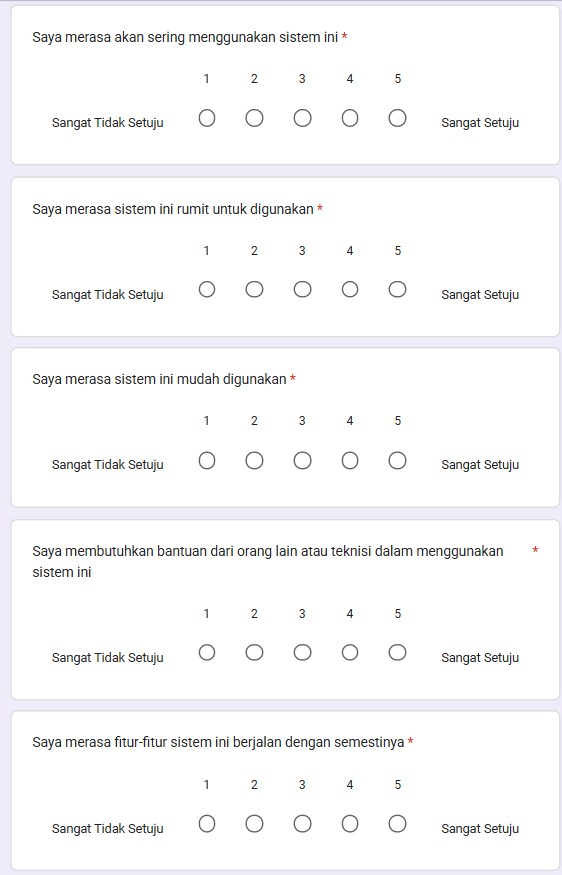 Saya merasa akan sering menggunakan sistem ini *
1 2 3 4 5
Sangat Tidak Setuju Sangat Setuju
Saya merasa sistem ini rumit untuk digunakan *
1 2 3 4 5
Sangat Tidak Setuju Sangat Setuju
Saya merasa sistem ini mudah digunakan *
1 2 3 4 5
Sangat Tidak Setuju Sangat Setuju
Saya membutuhkan bantuan dari orang lain atau teknisi dalam menggunakan *
sistem ini
1 2 3 4 5
Sangat Tidak Setuju Sangat Setuju
Saya merasa fitur-fitur sistem ini berjalan dengan semestinya *
1 2 3 4 5
Sangat Tidak Setuju Sangat Setuju